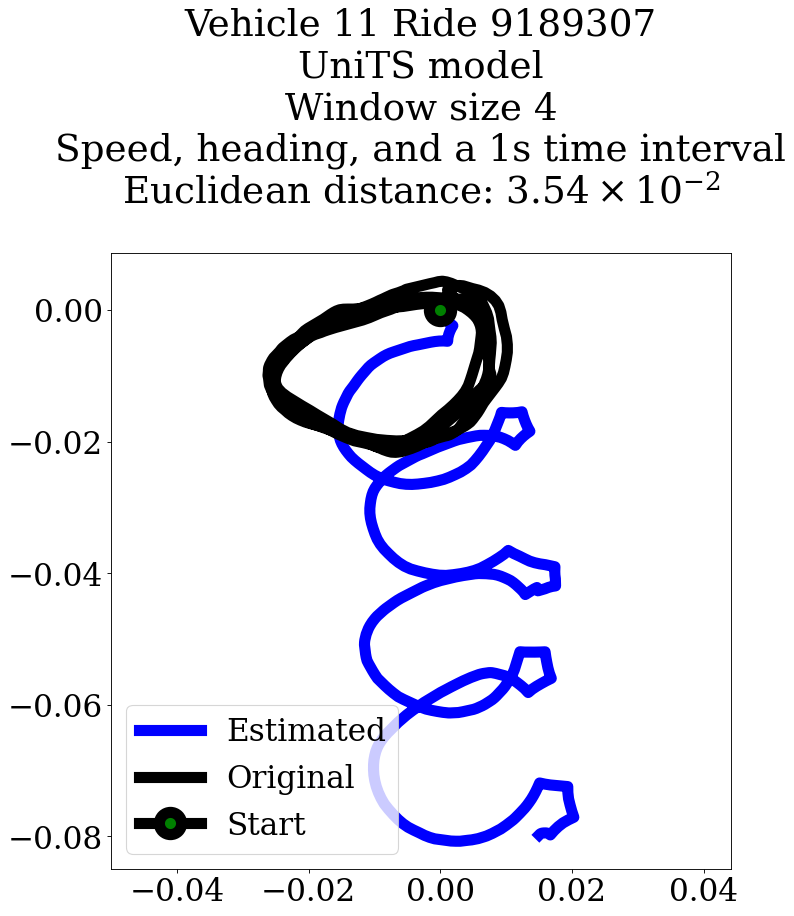 Vehicle 11 Ride 9189307
UniTS model
Window size 4
Speed, heading, and a 1s time interval
Euclidean distance: 3.54 × 10⁻²
0.00
−0.02
−0.04
−0.06
−0.08
Estimated
Original
Start
−0.04
−0.02
0.00
0.02
0.04